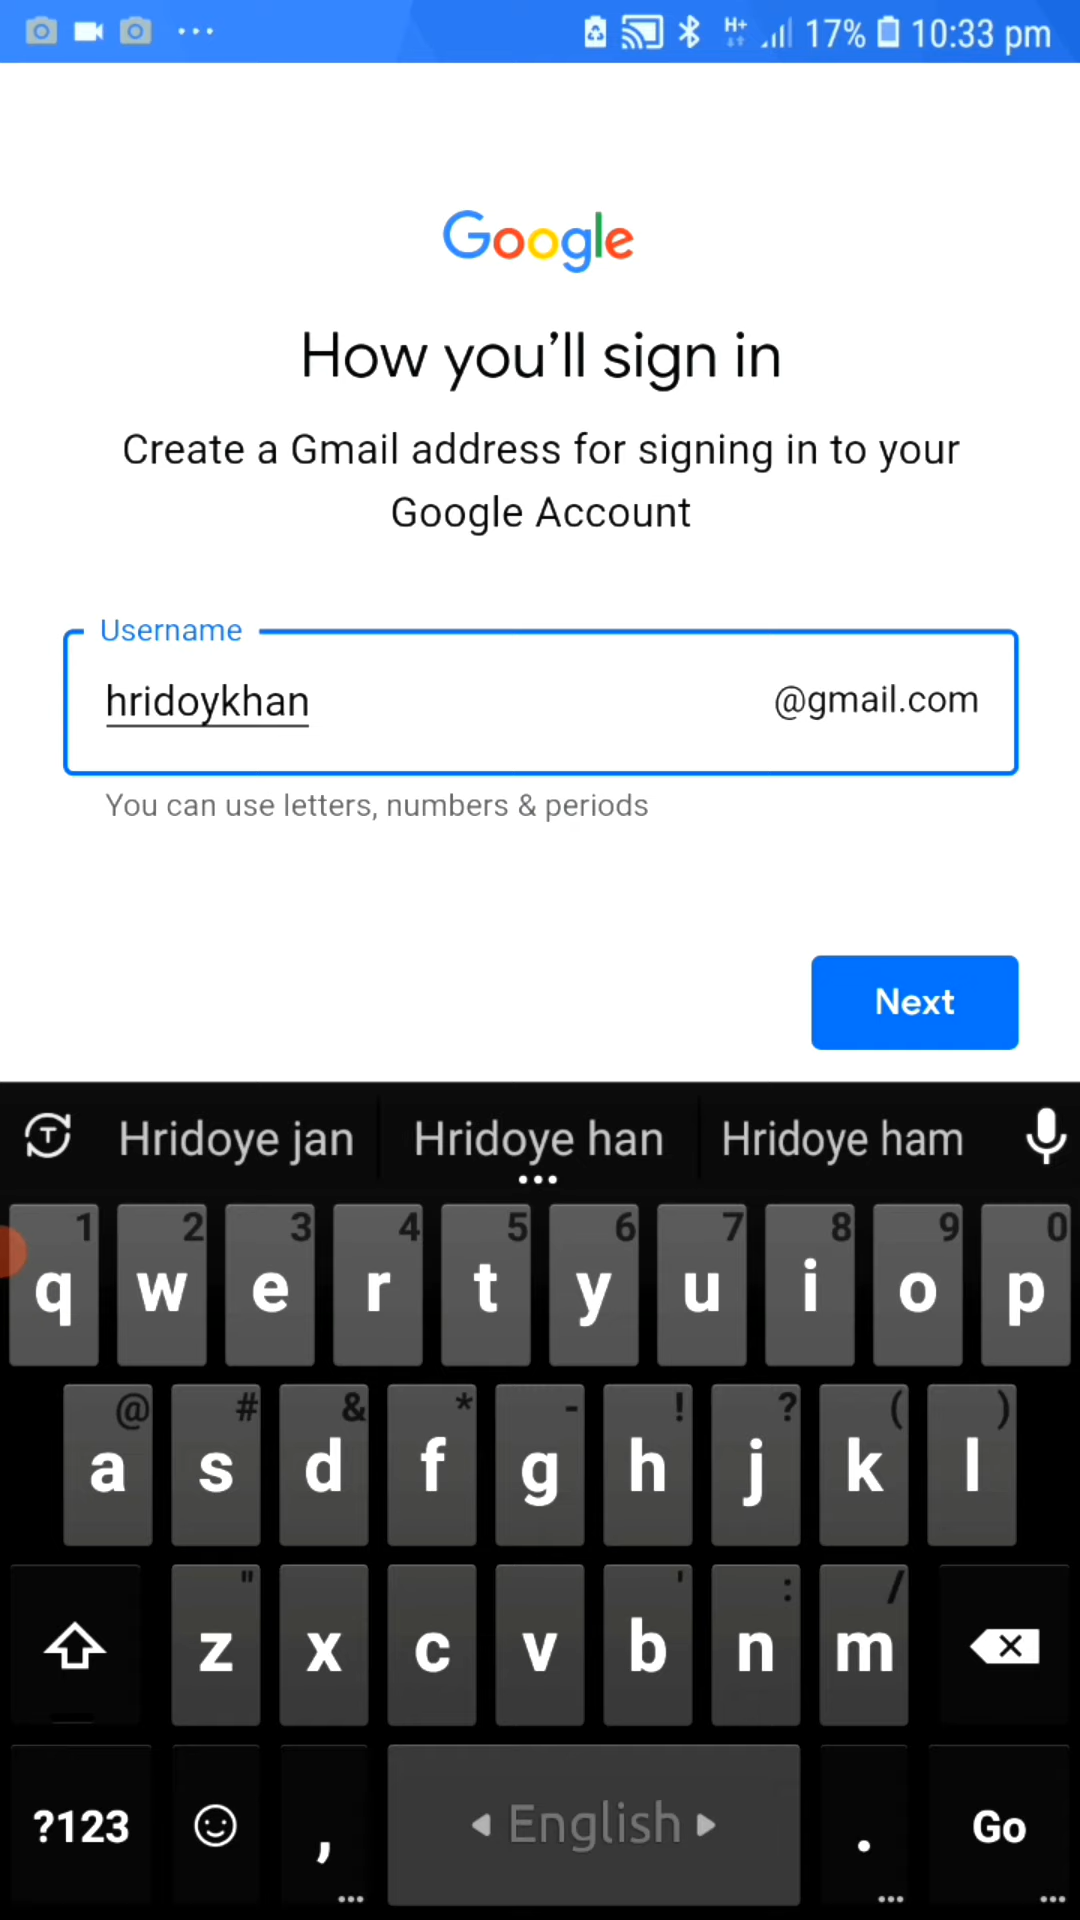 H+ 17% 10:33 pm
Google
How you’ll sign in
Create a Gmail address for signing in to your
Google Account
Username
hridoykhan @gmail.com
You can use letters, numbers & periods
Next
T Hridoye jan Hridoye han Hridoye ham
1 2 3 4 5 6 7 8 9 0
q w e r t y u i o p
@ # & * - ! ? ( )
a s d f g h j k l
" ' : /
z x c v b n m
?123 , English . Go